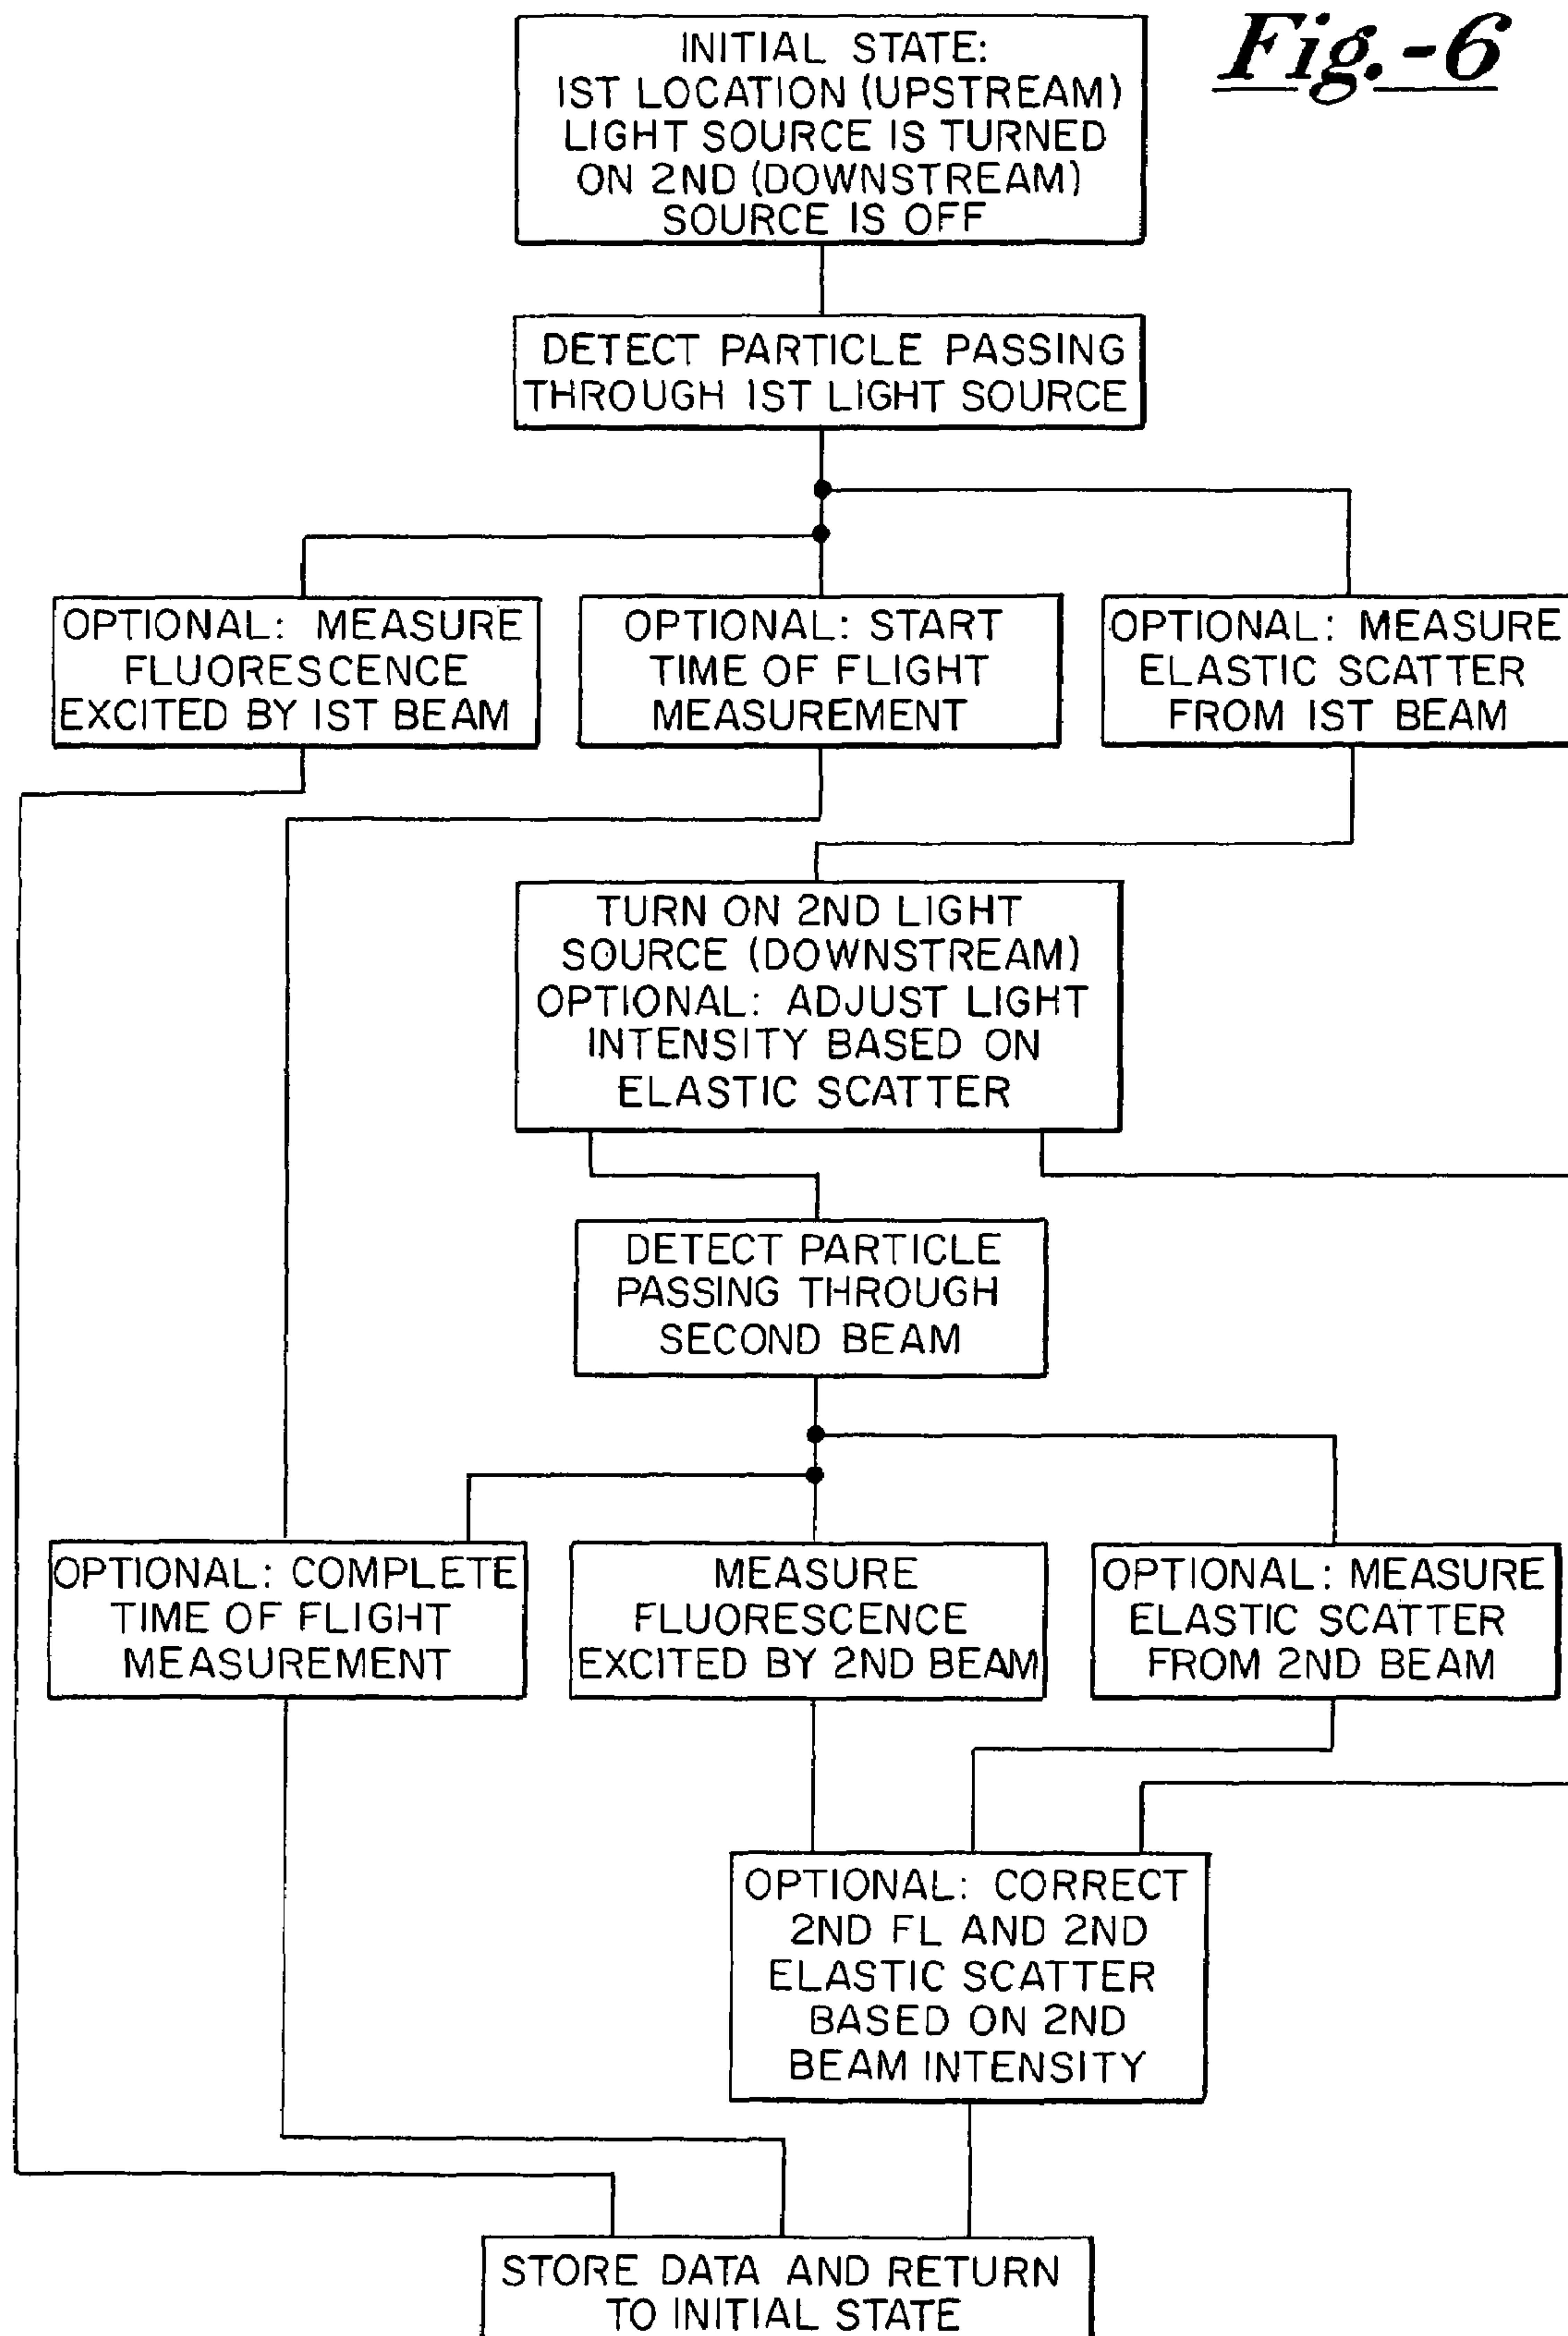 Fig.-6
INITIAL STATE:
1ST LOCATION (UPSTREAM)
LIGHT SOURCE IS TURNED
ON 2ND (DOWNSTREAM)
SOURCE IS OFF
DETECT PARTICLE PASSING
THROUGH 1ST LIGHT SOURCE
OPTIONAL: MEASURE
FLUORESCENCE
EXCITED BY 1ST BEAM
OPTIONAL: START
TIME OF FLIGHT
MEASUREMENT
OPTIONAL: MEASURE
ELASTIC SCATTER
FROM 1ST BEAM
TURN ON 2ND LIGHT
SOURCE (DOWNSTREAM)
OPTIONAL: ADJUST LIGHT
INTENSITY BASED ON
ELASTIC SCATTER
DETECT PARTICLE
PASSING THROUGH
SECOND BEAM
OPTIONAL: COMPLETE
TIME OF FLIGHT
MEASUREMENT
MEASURE
FLUORESCENCE
EXCITED BY 2ND BEAM
OPTIONAL: MEASURE
ELASTIC SCATTER
FROM 2ND BEAM
OPTIONAL: CORRECT
2ND FL AND 2ND
ELASTIC SCATTER
BASED ON 2ND
BEAM INTENSITY
STORE DATA AND RETURN
TO INITIAL STATE